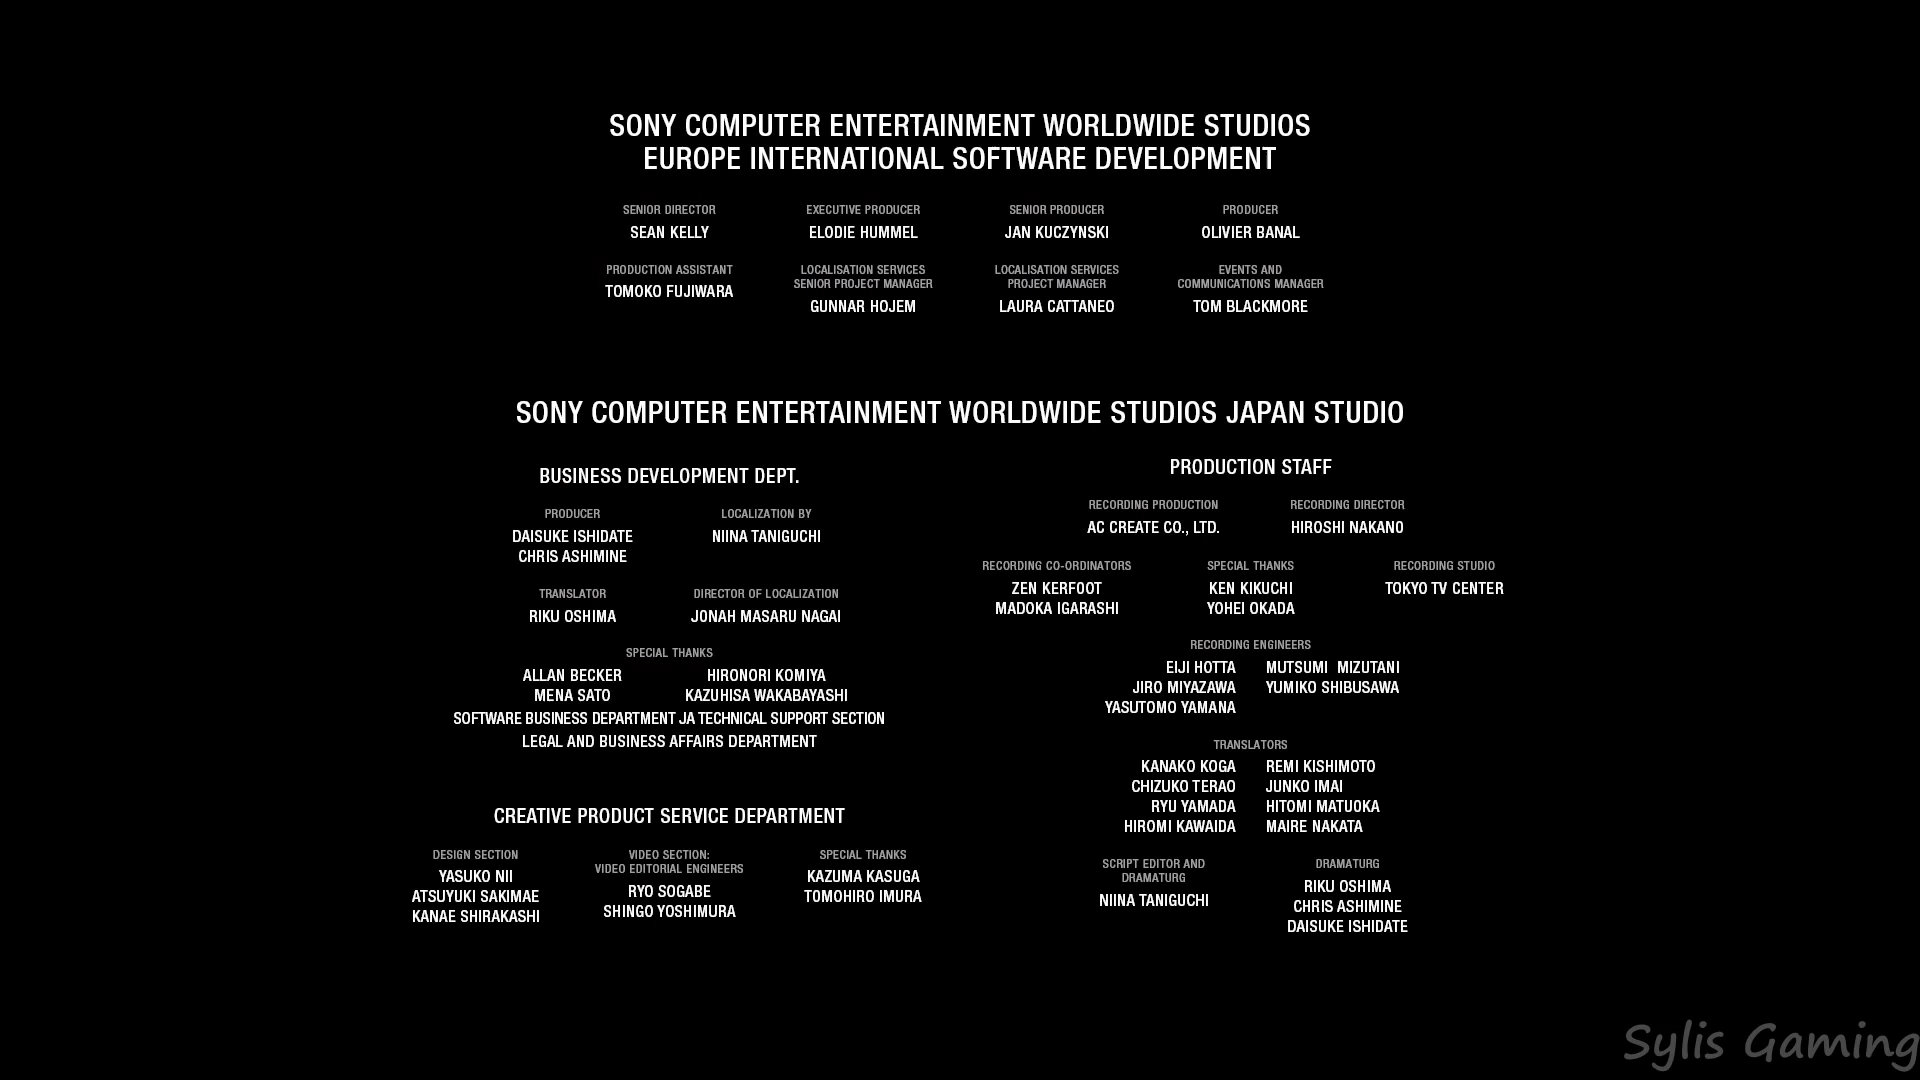 SONY COMPUTER ENTERTAINMENT WORLDWIDE STUDIOS
EUROPE INTERNATIONAL SOFTWARE DEVELOPMENT
SENIOR DIRECTOR
SEAN KELLY
EXECUTIVE PRODUCER
ELODIE HUMMEL
SENIOR PRODUCER
JAN KUCZYNSKI
PRODUCER
OLIVIER BANAL
PRODUCTION ASSISTANT
TOMOKO FUJIWARA
LOCALISATION SERVICES
SENIOR PROJECT MANAGER
GUNNAR HOJEM
LOCALISATION SERVICES
PROJECT MANAGER
LAURA CATTANEO
EVENTS AND
COMMUNICATIONS MANAGER
TOM BLACKMORE
SONY COMPUTER ENTERTAINMENT WORLDWIDE STUDIOS JAPAN STUDIO
BUSINESS DEVELOPMENT DEPT.
PRODUCER
DAISUKE ISHIDATE
CHRIS ASHIMINE
LOCALIZATION BY
NIINA TANIGUCHI
TRANSLATOR
RIKU OSHIMA
DIRECTOR OF LOCALIZATION
JONAH MASARU NAGAI
SPECIAL THANKS
ALLAN BECKER
MENA SATO
HIRONORI KOMIYA
KAZUHISA WAKABAYASHI
SOFTWARE BUSINESS DEPARTMENT JA TECHNICAL SUPPORT SECTION
LEGAL AND BUSINESS AFFAIRS DEPARTMENT
CREATIVE PRODUCT SERVICE DEPARTMENT
DESIGN SECTION
YASUKO NII
ATSUYUKI SAKIMAE
KANAE SHIRAKASHI
VIDEO SECTION:
VIDEO EDITORIAL ENGINEERS
RYO SOGABE
SHINGO YOSHIMURA
SPECIAL THANKS
KAZUMA KASUGA
TOMOHIRO IMURA
PRODUCTION STAFF
RECORDING PRODUCTION
AC CREATE CO., LTD.
RECORDING DIRECTOR
HIROSHI NAKANO
RECORDING CO-ORDINATORS
ZEN KERFOOT
MADOKA IGARASHI
SPECIAL THANKS
KEN KIKUCHI
YOHEI OKADA
RECORDING STUDIO
TOKYO TV CENTER
RECORDING ENGINEERS
EIJI HOTTA
JIRO MIYAZAWA
YASUTOMO YAMANA
MUTSUMI MIZUTANI
YUMIKO SHIBUSAWA
TRANSLATORS
KANAKO KOGA
CHIZUKO TERAO
RYU YAMADA
HIROMI KAWAIDA
REMI KISHIMOTO
JUNKO IMAI
HITOMI MATUOKA
MAIRE NAKATA
SCRIPT EDITOR AND
DRAMATURG
NIINA TANIGUCHI
DRAMATURG
RIKU OSHIMA
CHRIS ASHIMINE
DAISUKE ISHIDATE
Sylis Gaming